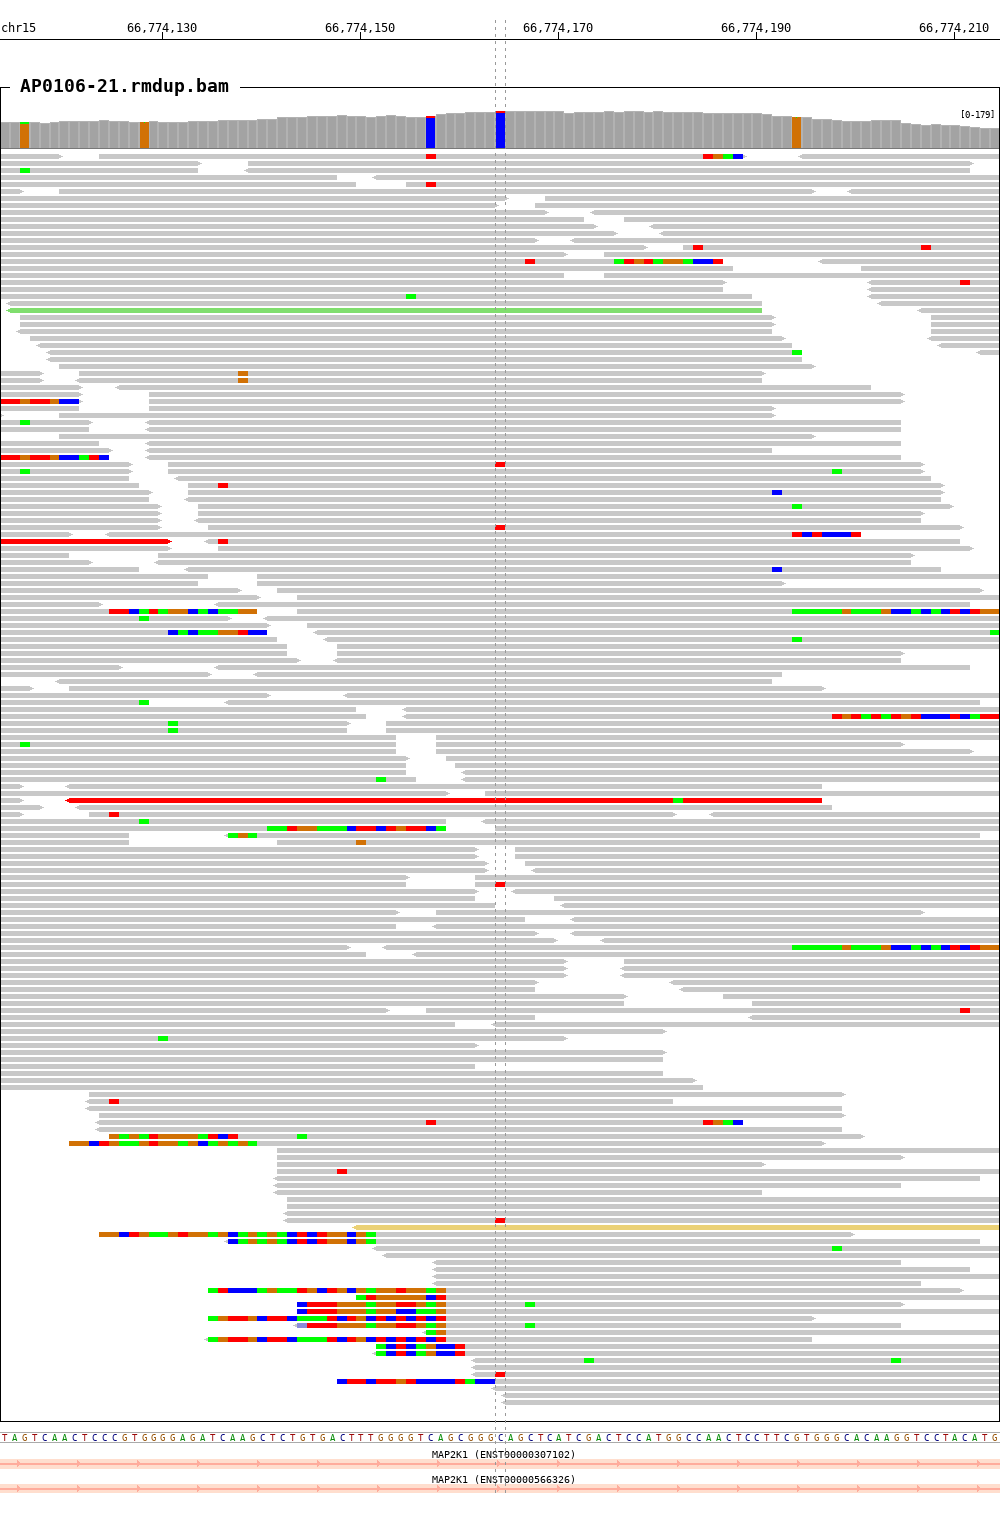 chr15 66,774,130 66,774,150 66,774,170 66,774,190 66,774,210
AP0106-21.rmdup.bam
[0-179]
TAGTCAACTCCCGTGGGGAGATCAAGCTCTGTGACTTTGGGGTCAGCGGGCAGCTCATCGACTCCATGGCCAACTCCTTCGTGGGCACAAGGTCCTACATG
MAP2K1 (ENST00000307102)
MAP2K1 (ENST00000566326)